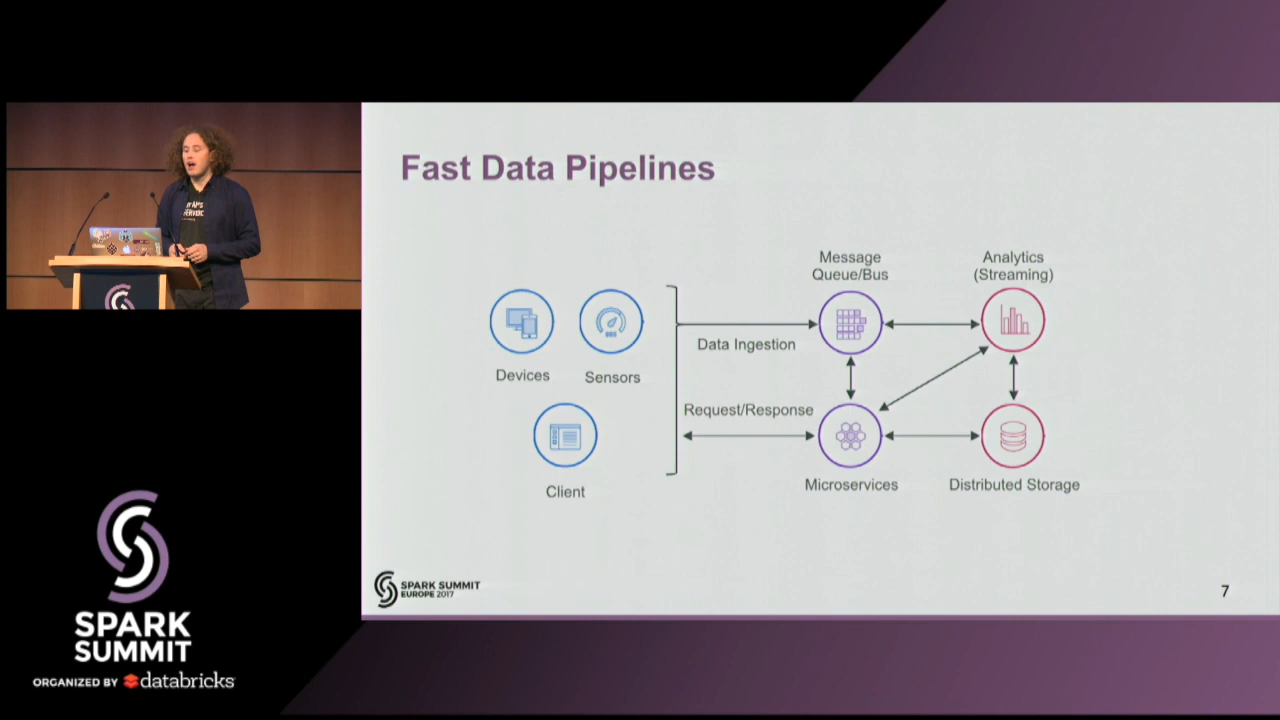 Fast Data Pipelines
Message
Queue/Bus
Analytics
(Streaming)
Data Ingestion
Devices
Sensors
Request/Response
Client
Microservices
Distributed Storage
SPARK SUMMIT
EUROPE 2017
7
SPARK
SUMMIT
ORGANIZED BY databricks